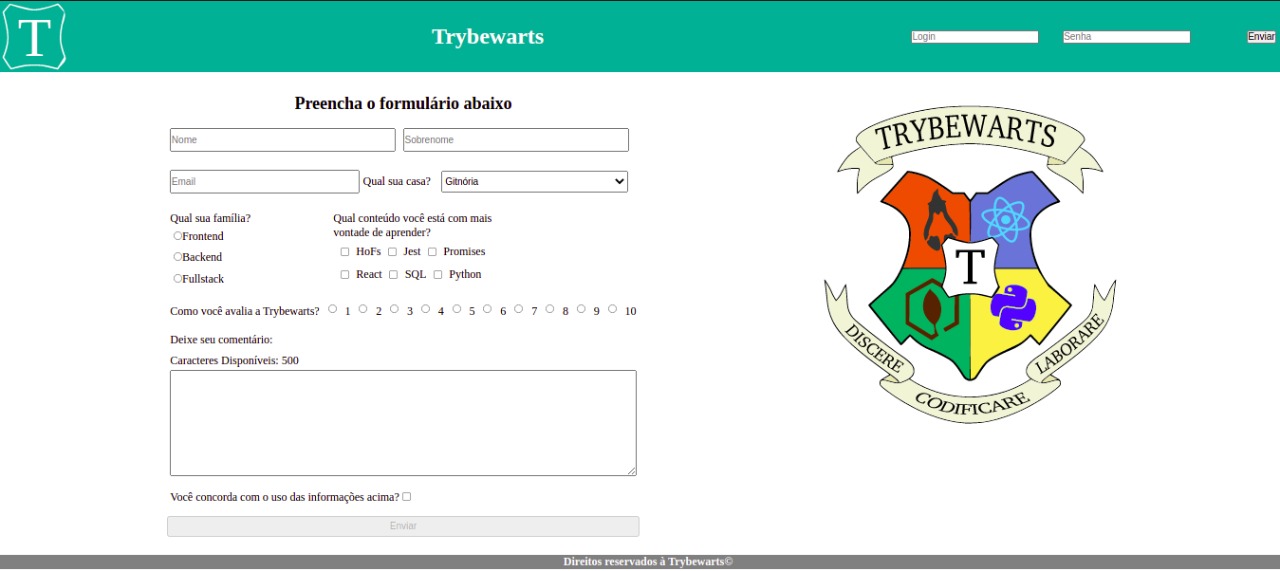 T
Trybewarts
Login
Senha
Enviar
Preencha o formulário abaixo
Nome
Sobrenome
Email
Qual sua casa?
Gitnória
Qual sua família?
Frontend
Backend
Fullstack
Qual conteúdo você está com mais
vontade de aprender?
HoFs Jest Promises
React SQL Python
Como você avalia a Trybewarts? 1 2 3 4 5 6 7 8 9 10
Deixe seu comentário:
Caracteres Disponíveis: 500
Você concorda com o uso das informações acima?
Enviar
TRYBEWARTS
T
DISCERE
CODIFICARE
LABORARE
Direitos reservados à Trybewarts©